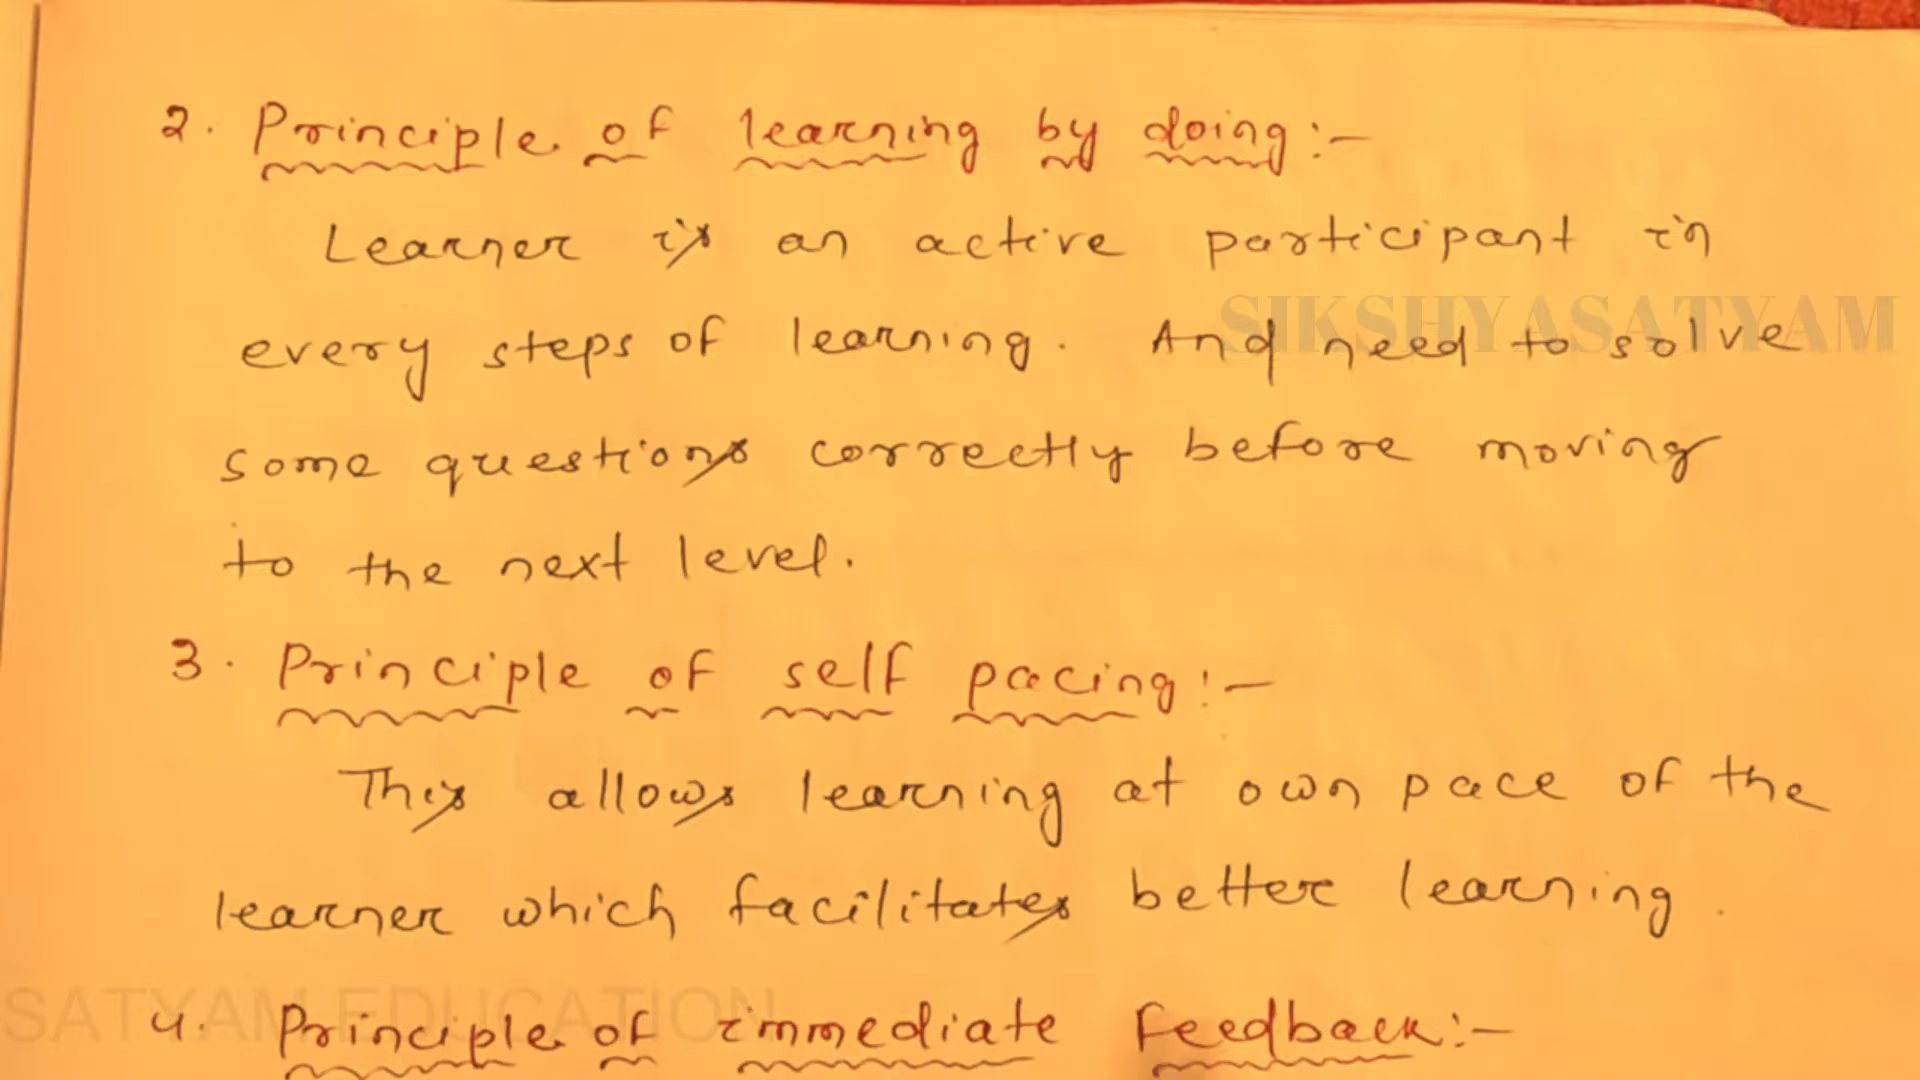 2. Principle of learning by doing:-
Learner is an active participant in
SIKSHYASATYAM
every steps of learning. And need to solve
some questions correctly before moving
to the next level.
3. Principle of self pacing:-
This allows learning at own pace of the
learner which facilitates better learning.
SATYAM EDUCATION
4. Principle of immediate Feedback:-